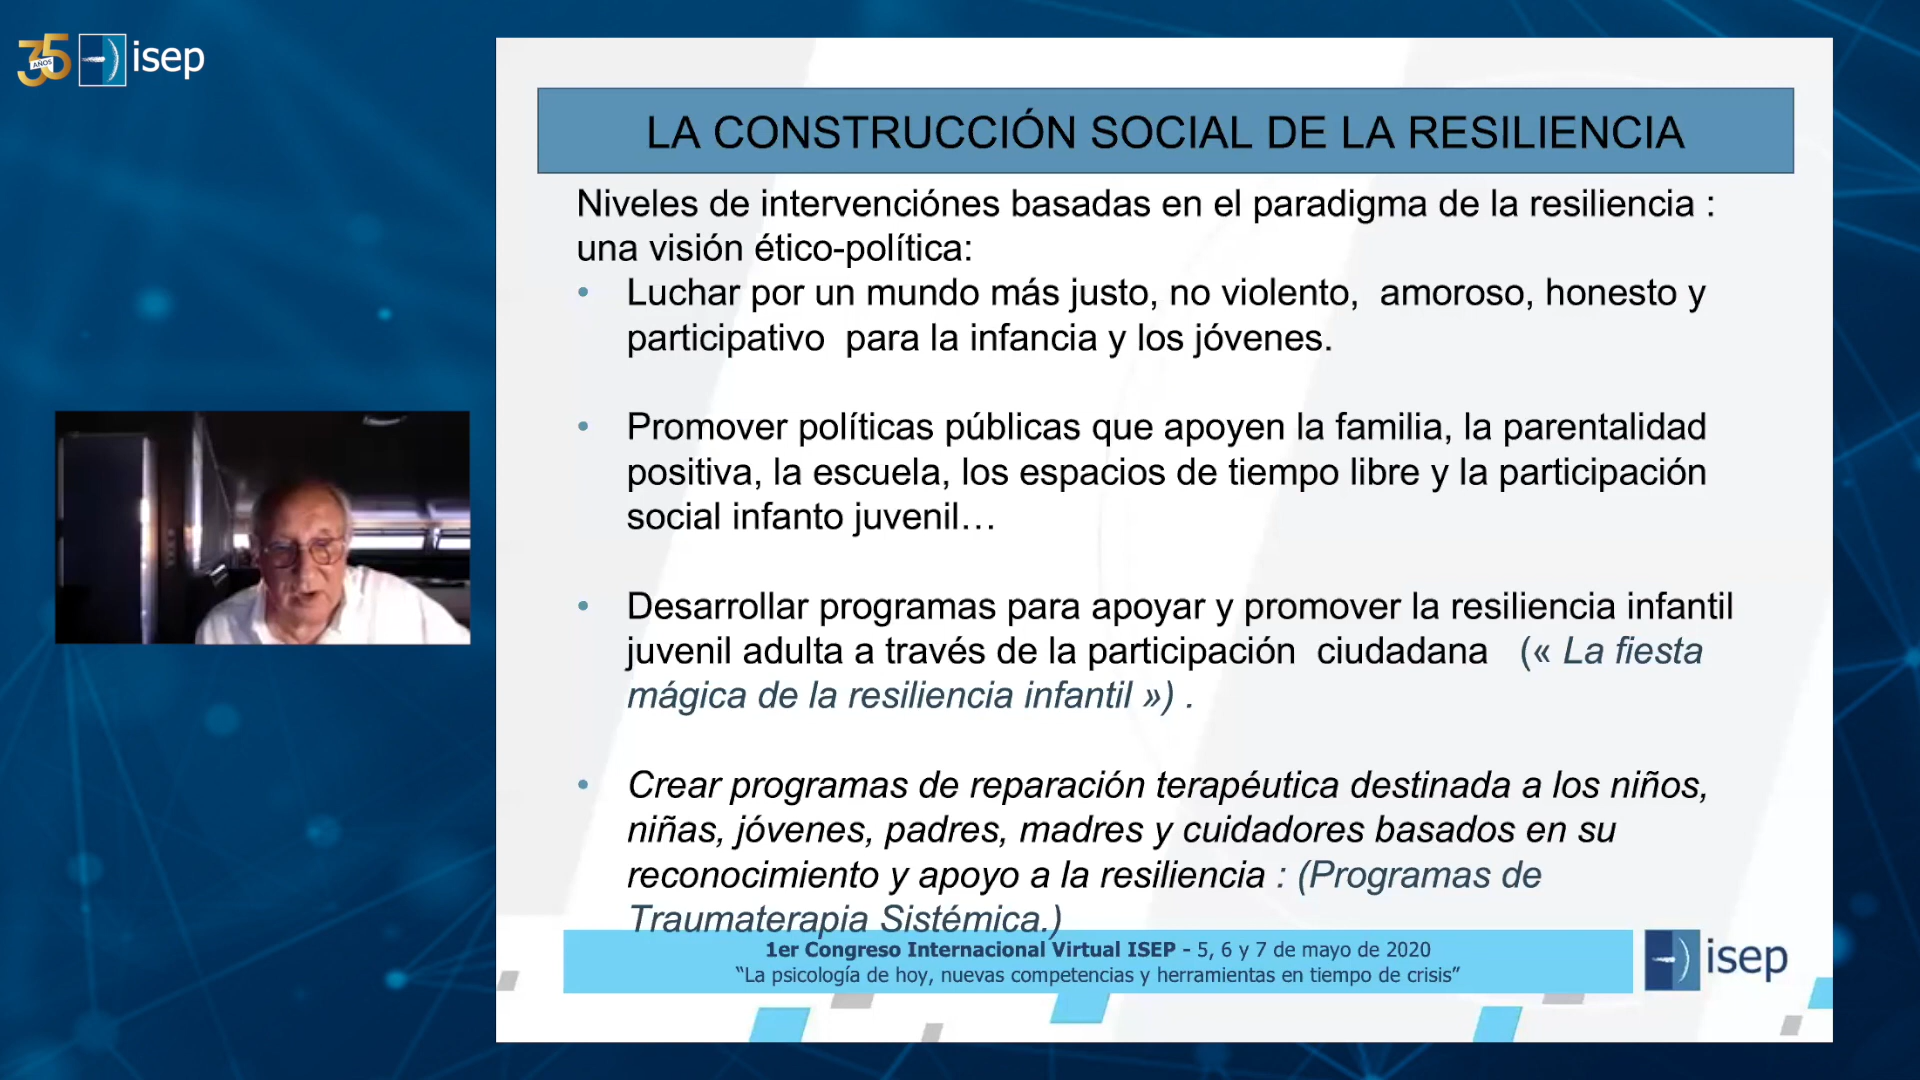 35
AÑOS
isep
LA CONSTRUCCIÓN SOCIAL DE LA RESILIENCIA
Niveles de intervenciónes basadas en el paradigma de la resiliencia :
una visión ético-política:
• Luchar por un mundo más justo, no violento,  amoroso, honesto y
participativo  para la infancia y los jóvenes.
• Promover políticas públicas que apoyen la familia, la parentalidad
positiva, la escuela, los espacios de tiempo libre y la participación
social infanto juvenil…
• Desarrollar programas para apoyar y promover la resiliencia infantil
juvenil adulta a través de la participación  ciudadana   (« La fiesta
mágica de la resiliencia infantil ») .
• Crear programas de reparación terapéutica destinada a los niños,
niñas, jóvenes, padres, madres y cuidadores basados en su
reconocimiento y apoyo a la resiliencia : (Programas de
Traumaterapia Sistémica.)
1er Congreso Internacional Virtual ISEP - 5, 6 y 7 de mayo de 2020
“La psicología de hoy, nuevas competencias y herramientas en tiempo de crisis”
isep